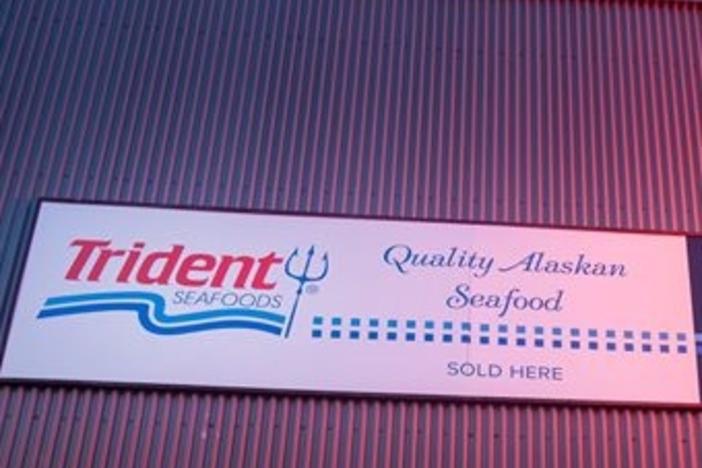 Trident
SEAFOODS
®
Quality Alaskan
Seafood
SOLD HERE